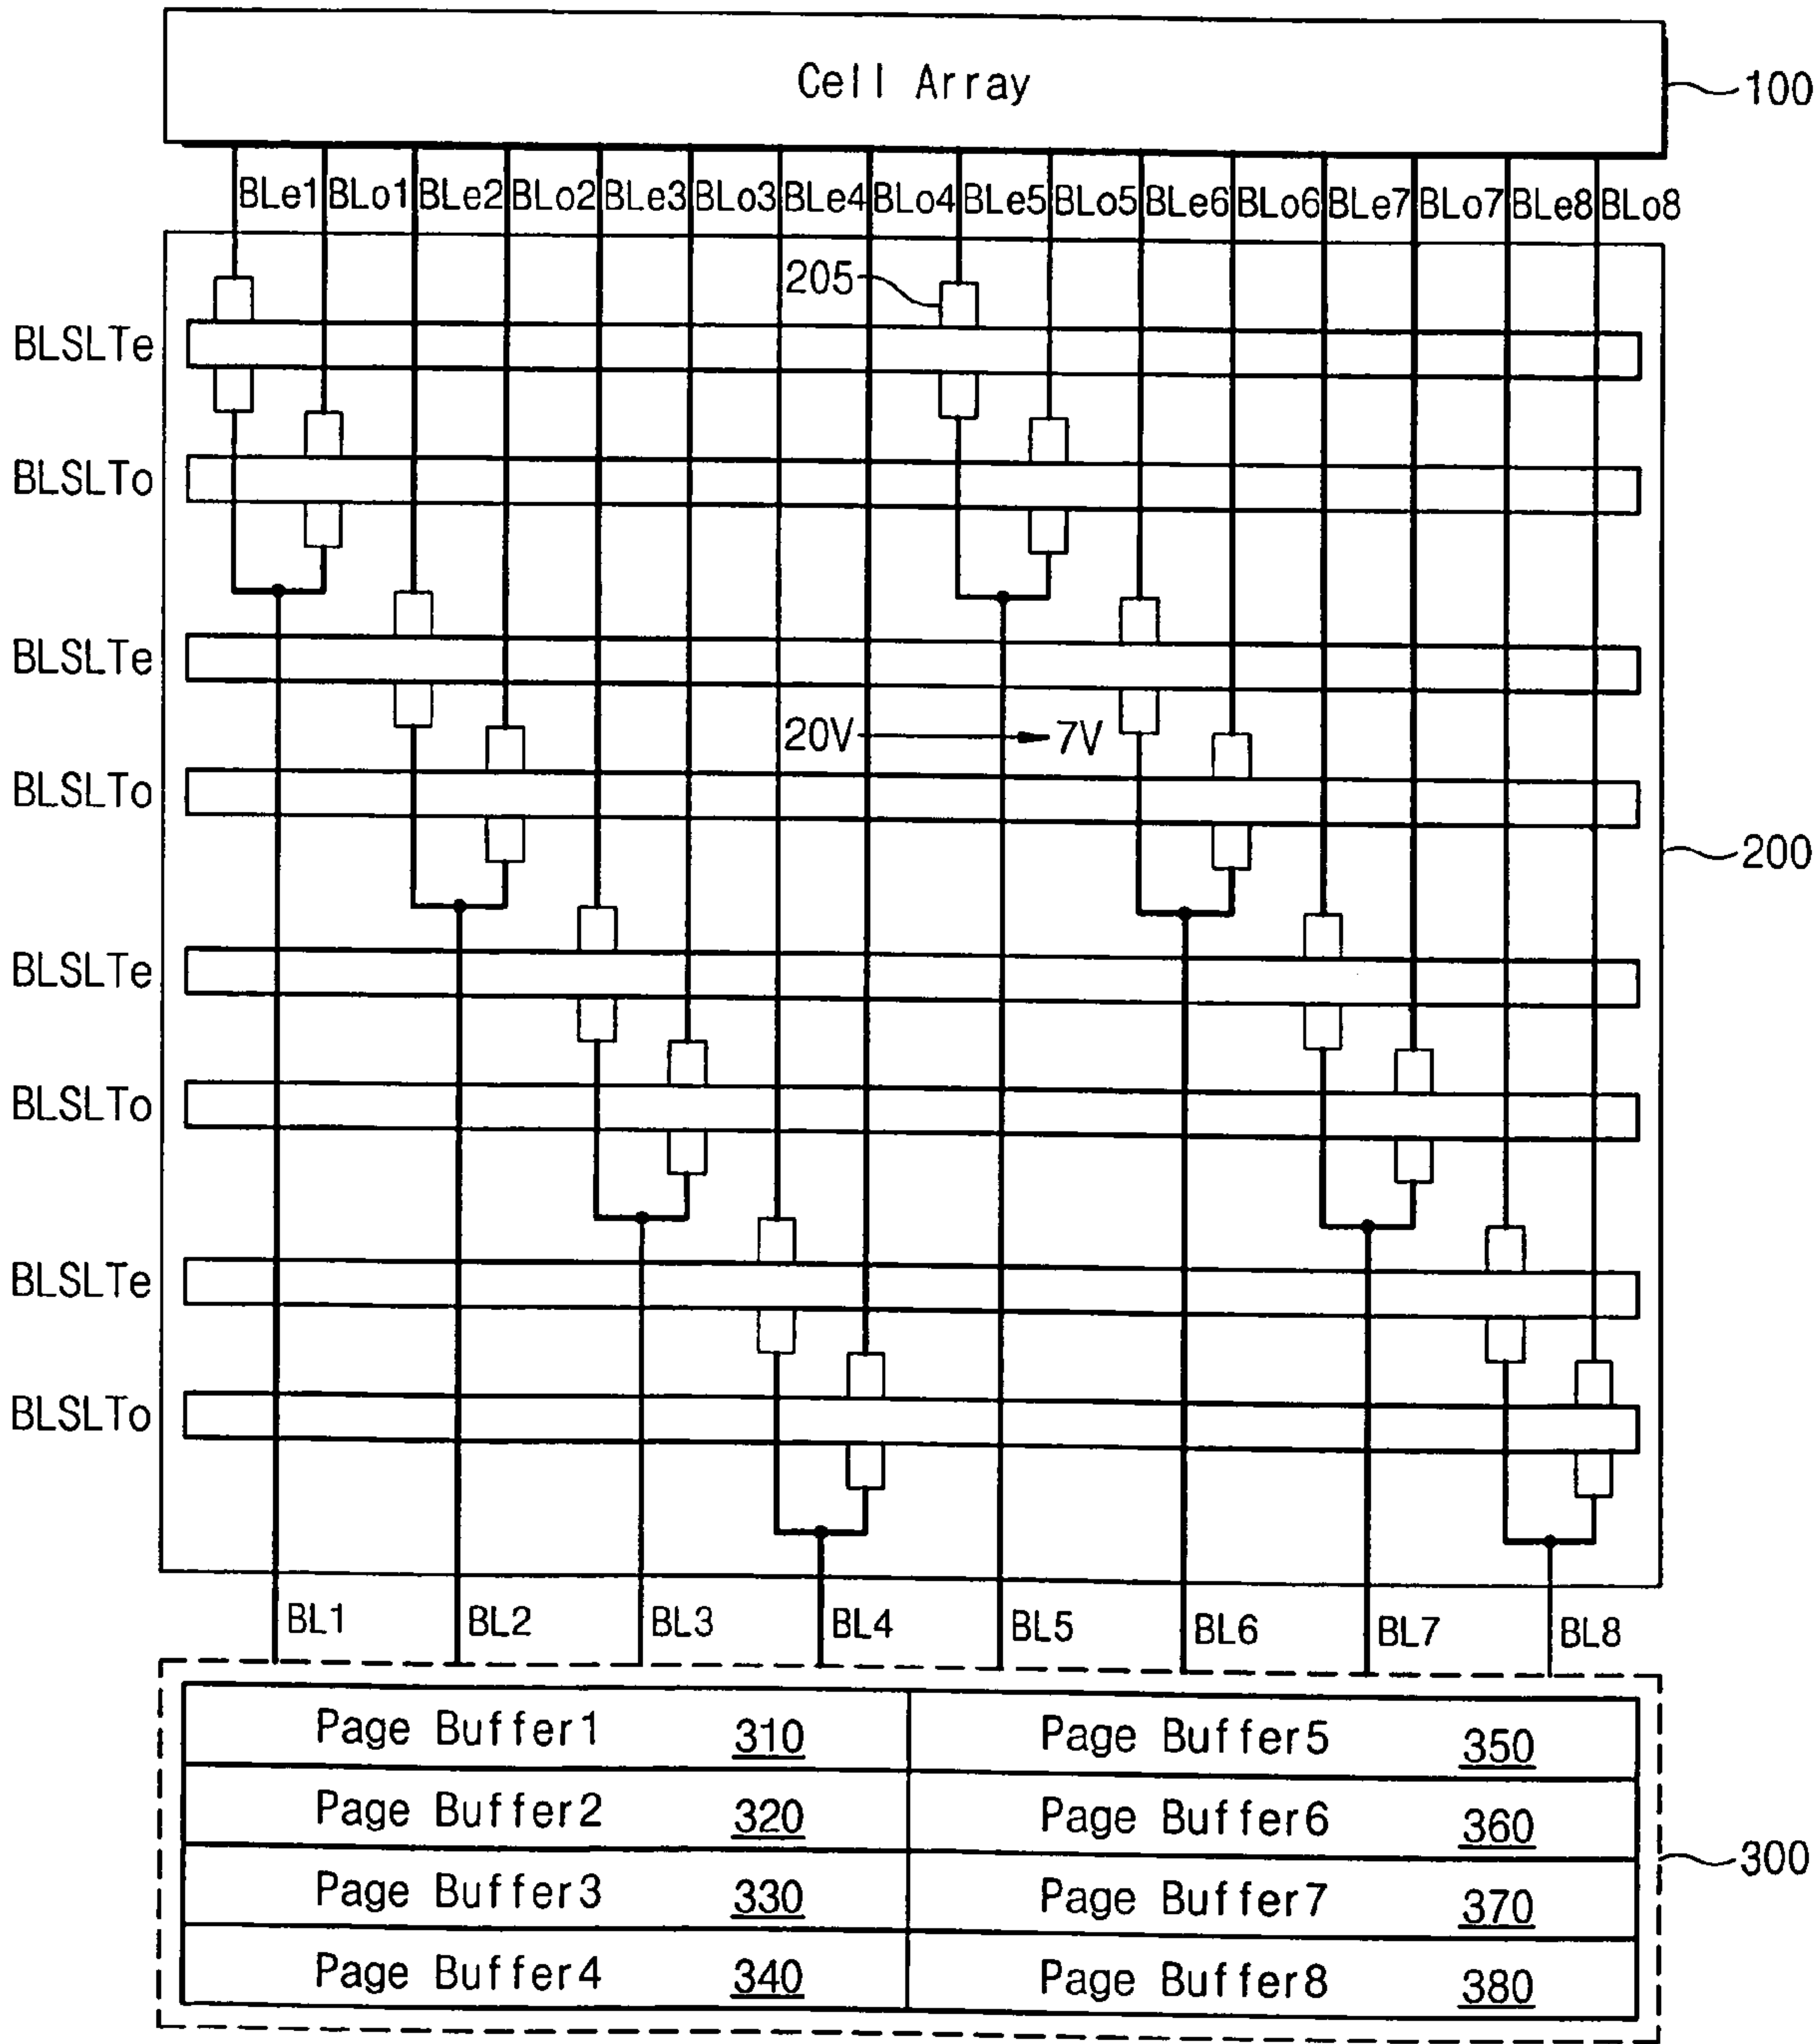 Cell Array
100
BLe1 BLo1 BLe2 BLo2 BLe3 BLo3 BLe4 BLo4 BLe5 BLo5 BLe6 BLo6 BLe7 BLo7 BLe8 BLo8
205
BLSLTe
BLSLTo
BLSLTe
20V 7V
BLSLTo
200
BLSLTe
BLSLTo
BLSLTe
BLSLTo
BL1 BL2 BL3 BL4 BL5 BL6 BL7 BL8
Page Buffer1 310 Page Buffer5 350
Page Buffer2 320 Page Buffer6 360
300
Page Buffer3 330 Page Buffer7 370
Page Buffer4 340 Page Buffer8 380